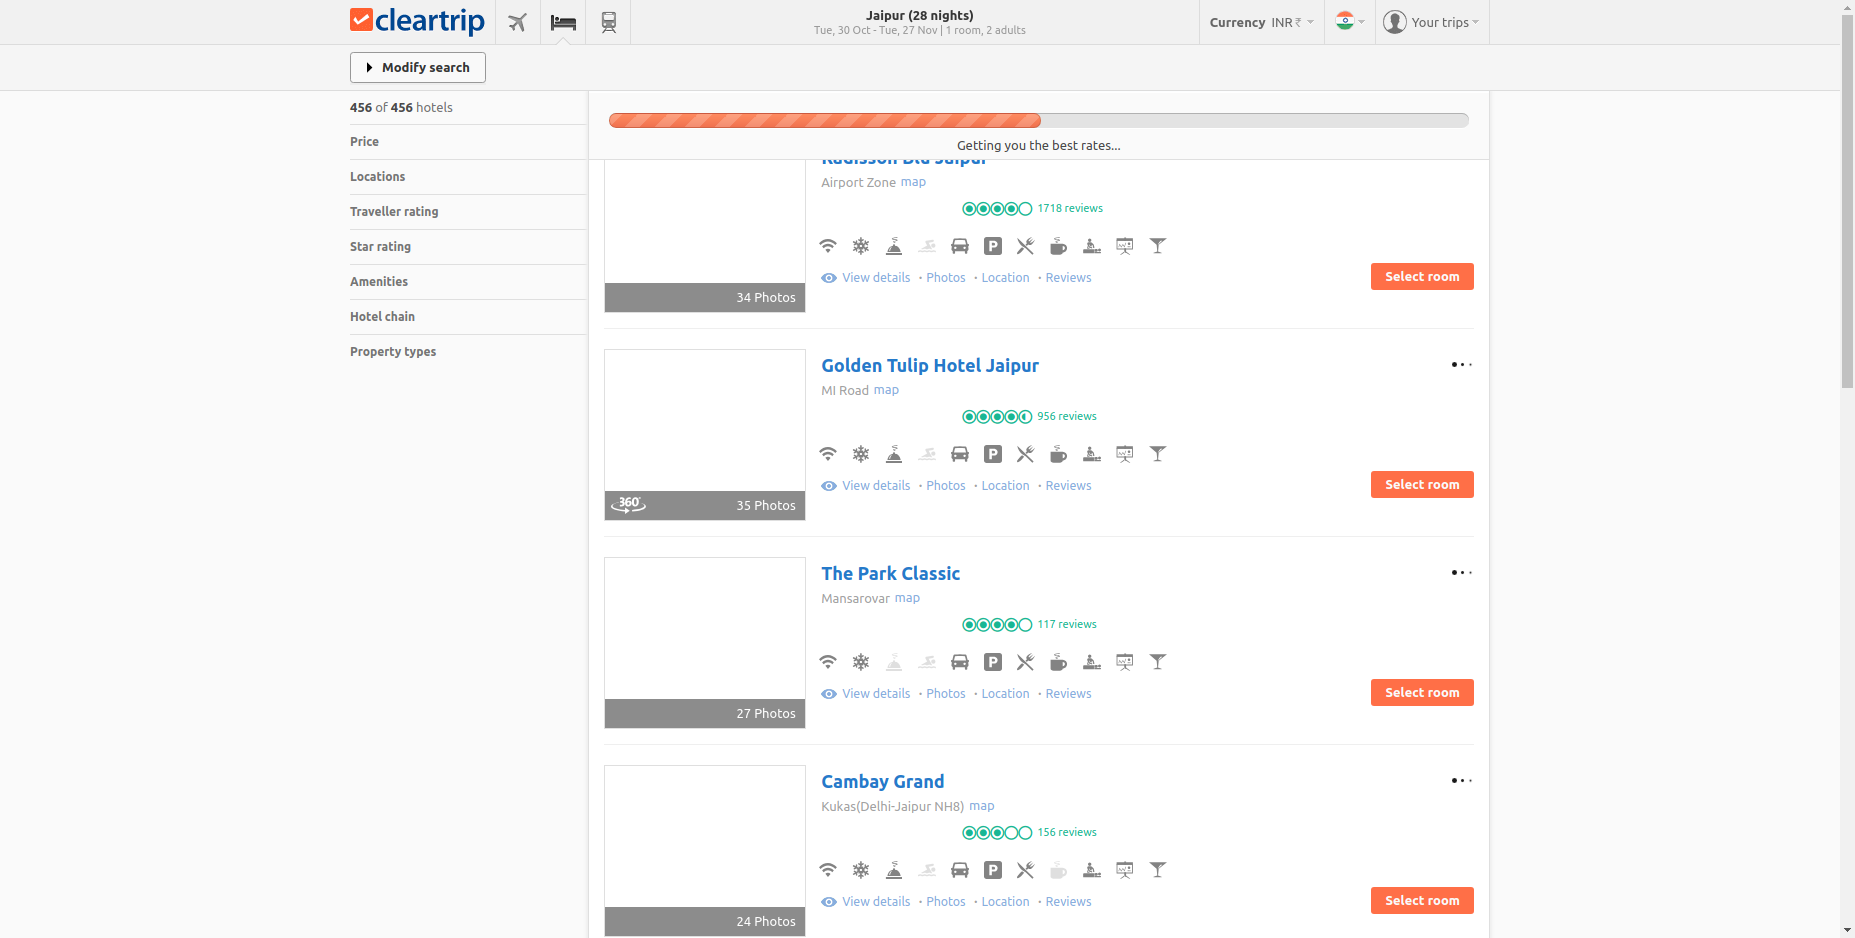 cleartrip
Jaipur (28 nights)
Tue, 30 Oct - Tue, 27 Nov | 1 room, 2 adults
Currency INR ₹
Your trips
Modify search
456 of 456 hotels
Price
Locations
Traveller rating
Star rating
Amenities
Hotel chain
Property types
Getting you the best rates...
Radisson Blu Jaipur
Airport Zone map
1718 reviews
P
View details · Photos · Location · Reviews
Select room
34 Photos
Golden Tulip Hotel Jaipur
MI Road map
956 reviews
P
View details · Photos · Location · Reviews
Select room
360°
35 Photos
The Park Classic
Mansarovar map
117 reviews
P
View details · Photos · Location · Reviews
Select room
27 Photos
Cambay Grand
Kukas(Delhi-Jaipur NH8) map
156 reviews
P
View details · Photos · Location · Reviews
Select room
24 Photos